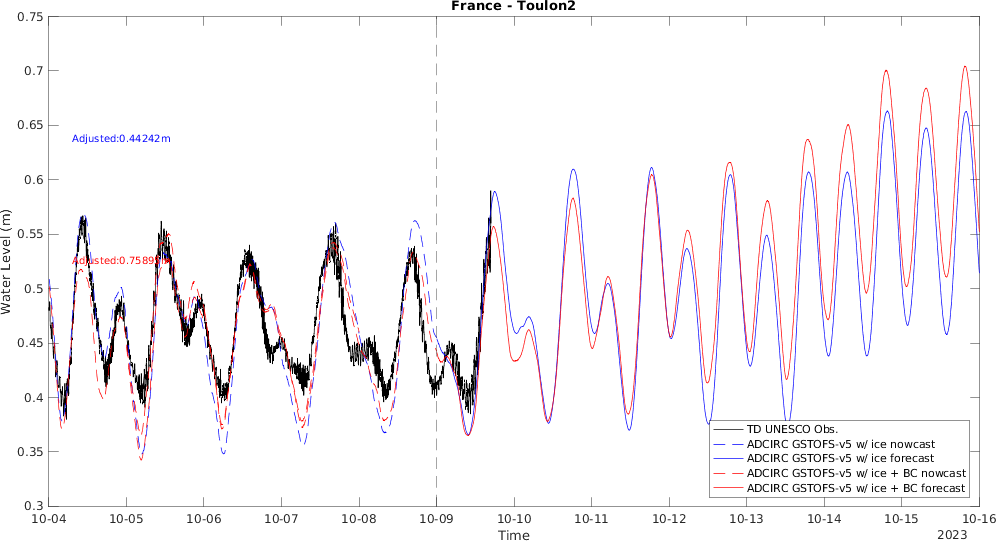 France - Toulon2
0.75
0.7
0.65
0.6
0.55
0.5
0.45
0.4
0.35
0.3
Water Level (m)
Adjusted:0.44242m
Adjusted:0.7589
TD UNESCO Obs.
ADCIRC GSTOFS-v5 w/ ice nowcast
ADCIRC GSTOFS-v5 w/ ice forecast
ADCIRC GSTOFS-v5 w/ ice + BC nowcast
ADCIRC GSTOFS-v5 w/ ice + BC forecast
10-04 10-05 10-06 10-07 10-08 10-09 10-10 10-11 10-12 10-13 10-14 10-15 10-16
Time
2023